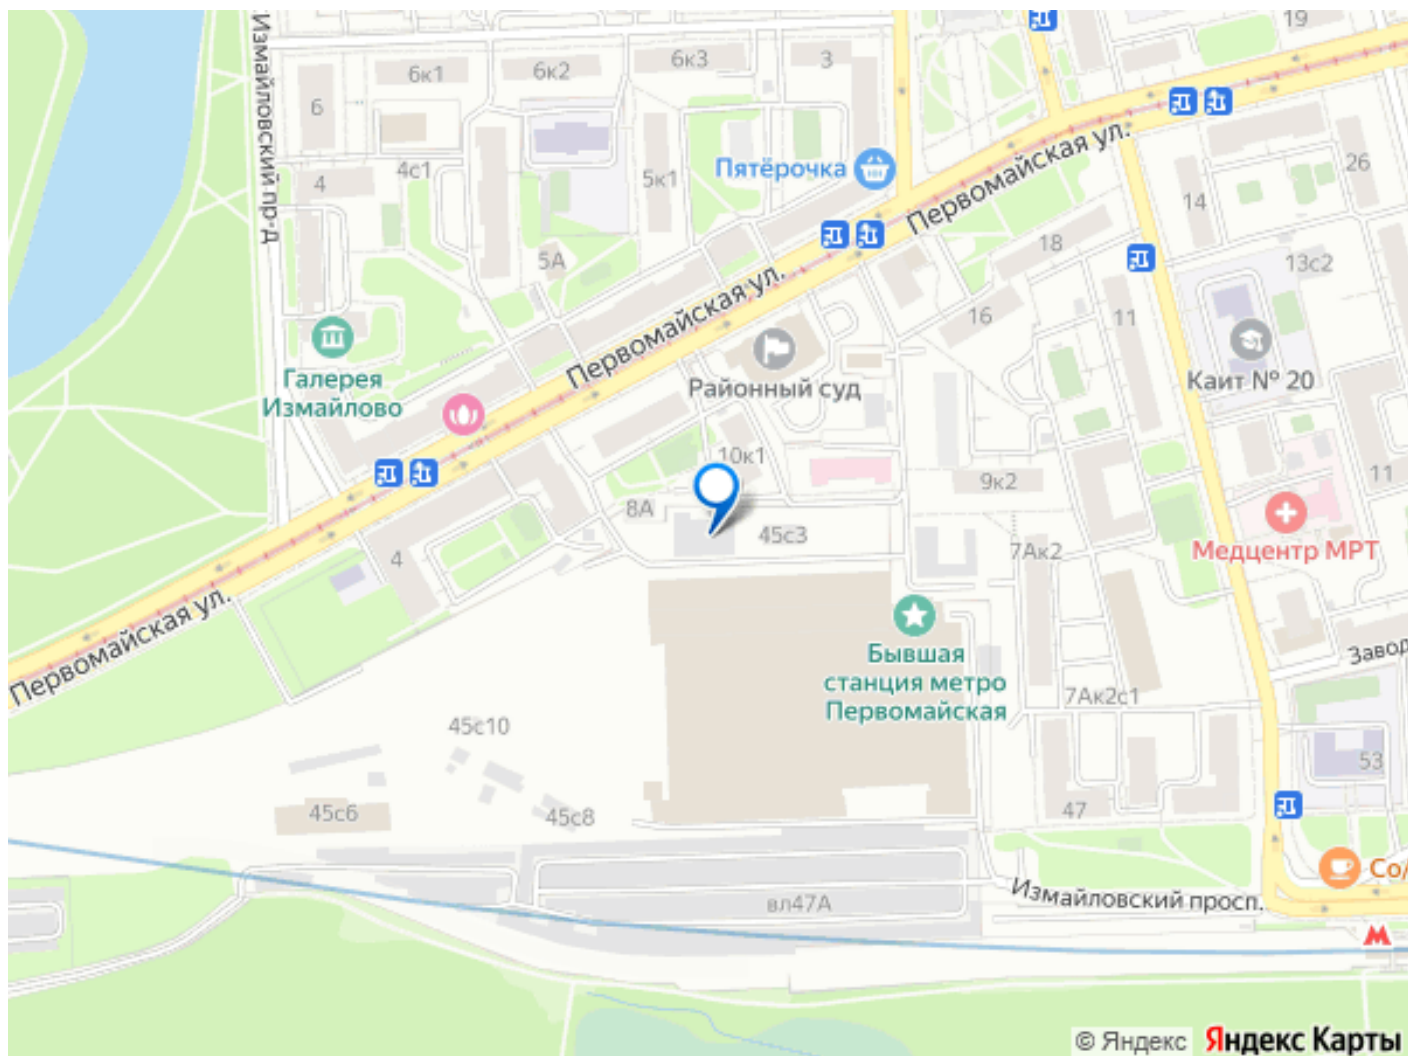 19
6к1
6к2
6к3
3
Измайловский пр-д
6
Первомайская ул.
Пятёрочка
26
4с1
5к1
4
14
18
5А
13с2
Первомайская ул.
16
11
Районный суд
Каит № 20
Галерея
Измайлово
10к1
11
9к2
8А
45с3
7Ак2
Медцентр МРТ
4
Первомайская ул.
Бывшая
станция метро
Первомайская
Завод
7Ак2с1
45с10
53
45с6
45с8
47
Co/
Измайловский просп.
вл47А
М
© Яндекс Яндекс Карты